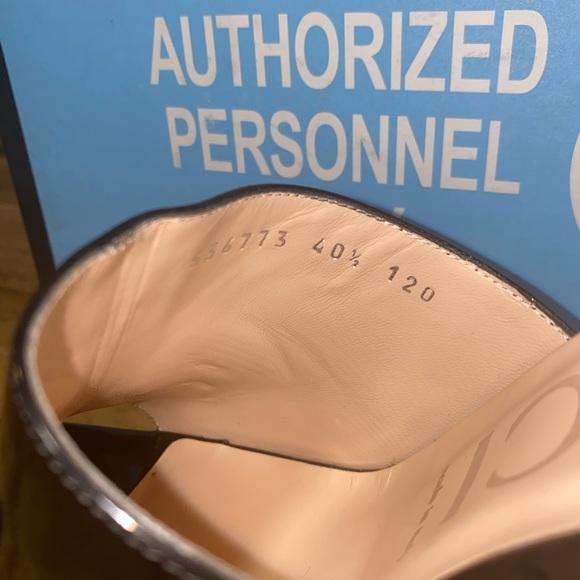 AUTHORIZED
PERSONNEL
536773 40½ 120